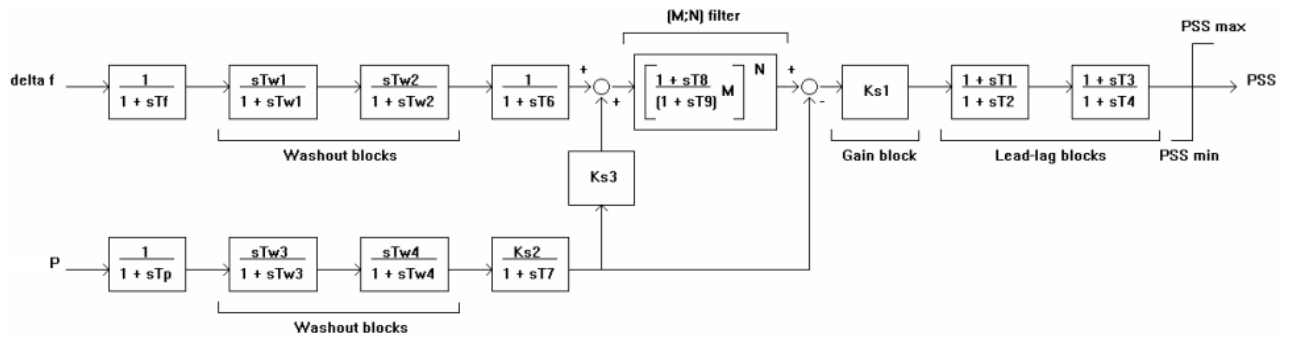 (M;N) filter
PSS max
delta f
1
1 + sTf
sTw1
1 + sTw1
sTw2
1 + sTw2
1
1 + sT6
+
+
1 + sT8
(1 + sT9) M
N
+
-
Ks1
1 + sT1
1 + sT2
1 + sT3
1 + sT4
PSS
Washout blocks
Gain block
Lead-lag blocks
PSS min
Ks3
P
1
1 + sTp
sTw3
1 + sTw3
sTw4
1 + sTw4
Ks2
1 + sT7
Washout blocks